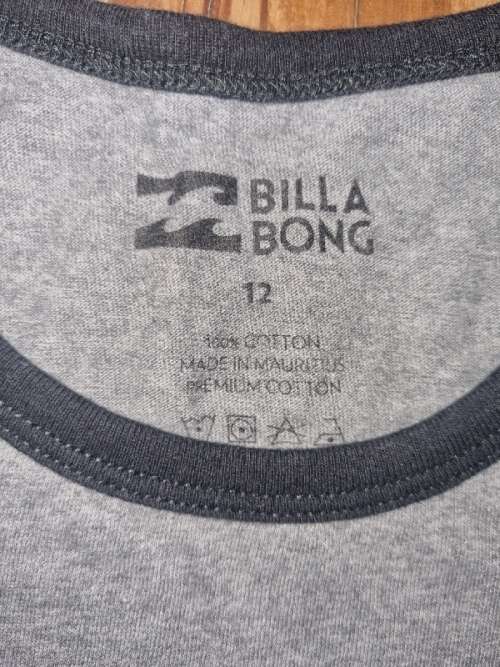 BILLA
BONG
12
100% COTTON
MADE IN MAURITIUS
PREMIUM COTTON